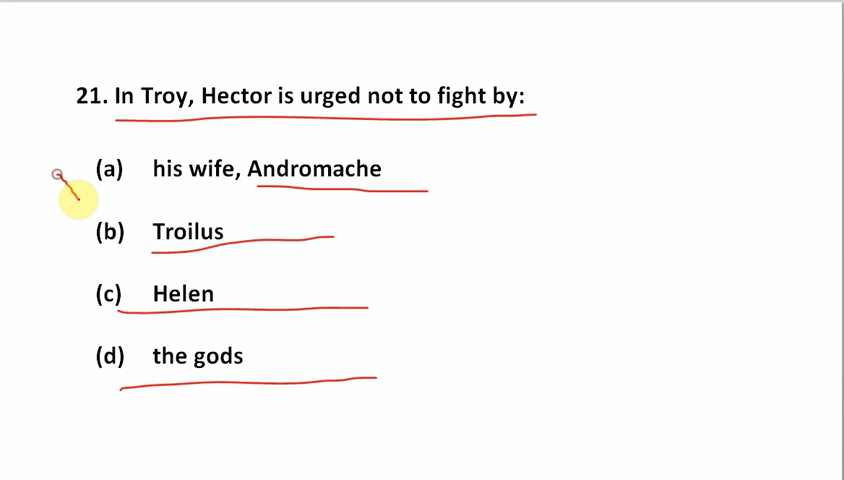 21. In Troy, Hector is urged not to fight by:
(a) his wife, Andromache
(b) Troilus
(c) Helen
(d) the gods